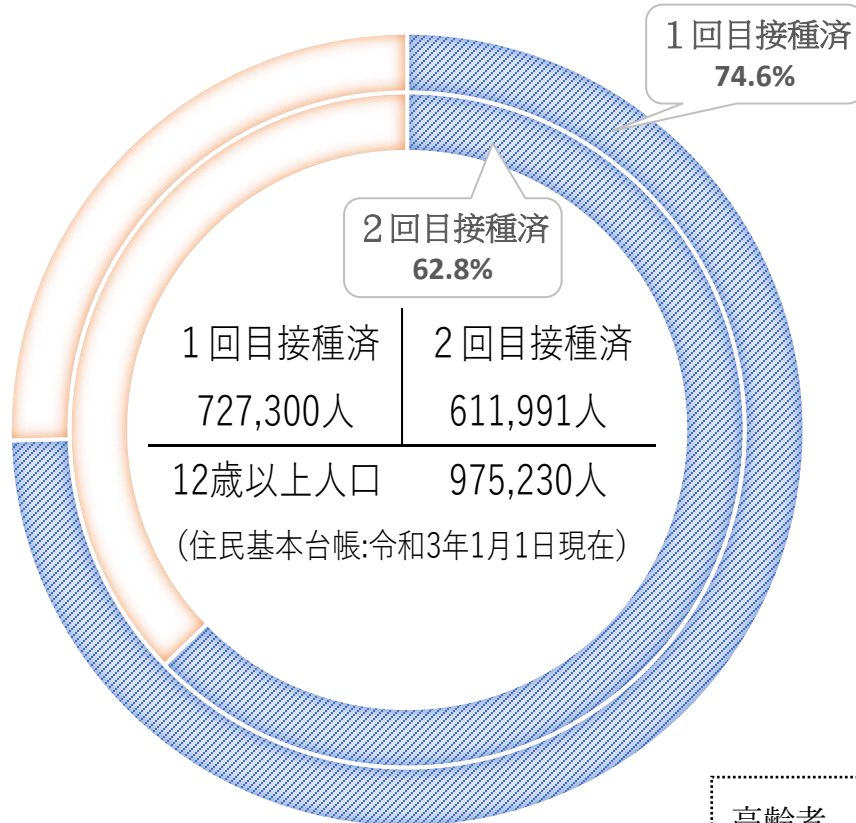 １回目接種済
74.6%
２回目接種済
62.8%
１回目接種済 ２回目接種済
727,300人 611,991人
12歳以上人口 975,230人
（住民基本台帳:令和3年1月1日現在）
高齢者